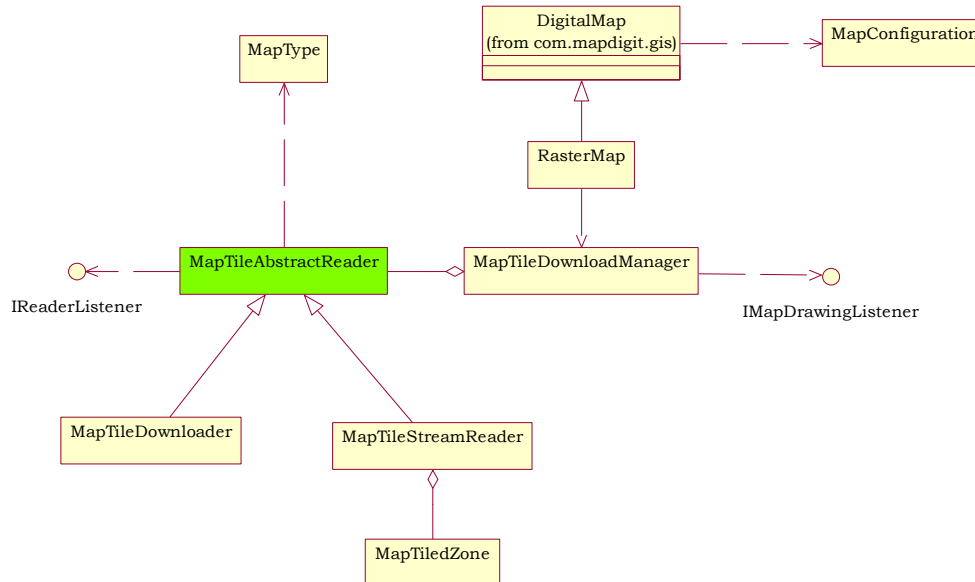 DigitalMap
(from com.mapdigit.gis)
MapType
MapConfiguration
RasterMap
MapTileAbstractReader
MapTileDownloadManager
IReaderListener
IMapDrawingListener
MapTileDownloader
MapTileStreamReader
MapTiledZone